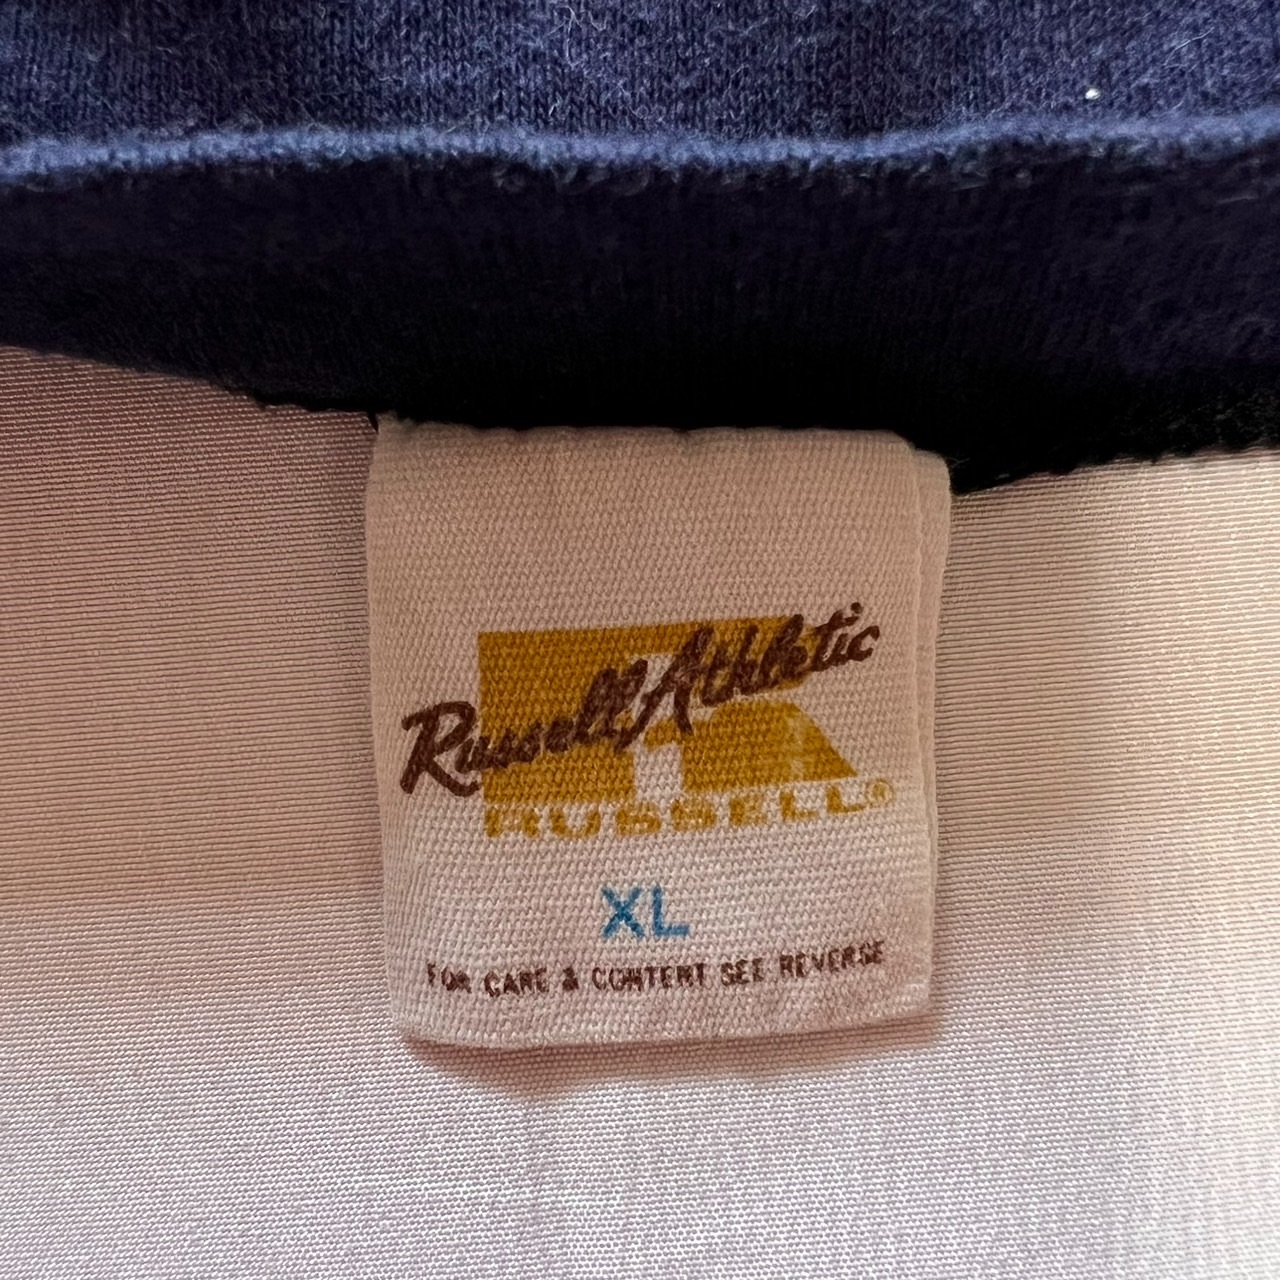 Russell Athletic
RUSSELL®
XL
FOR CARE & CONTENT SEE REVERSE